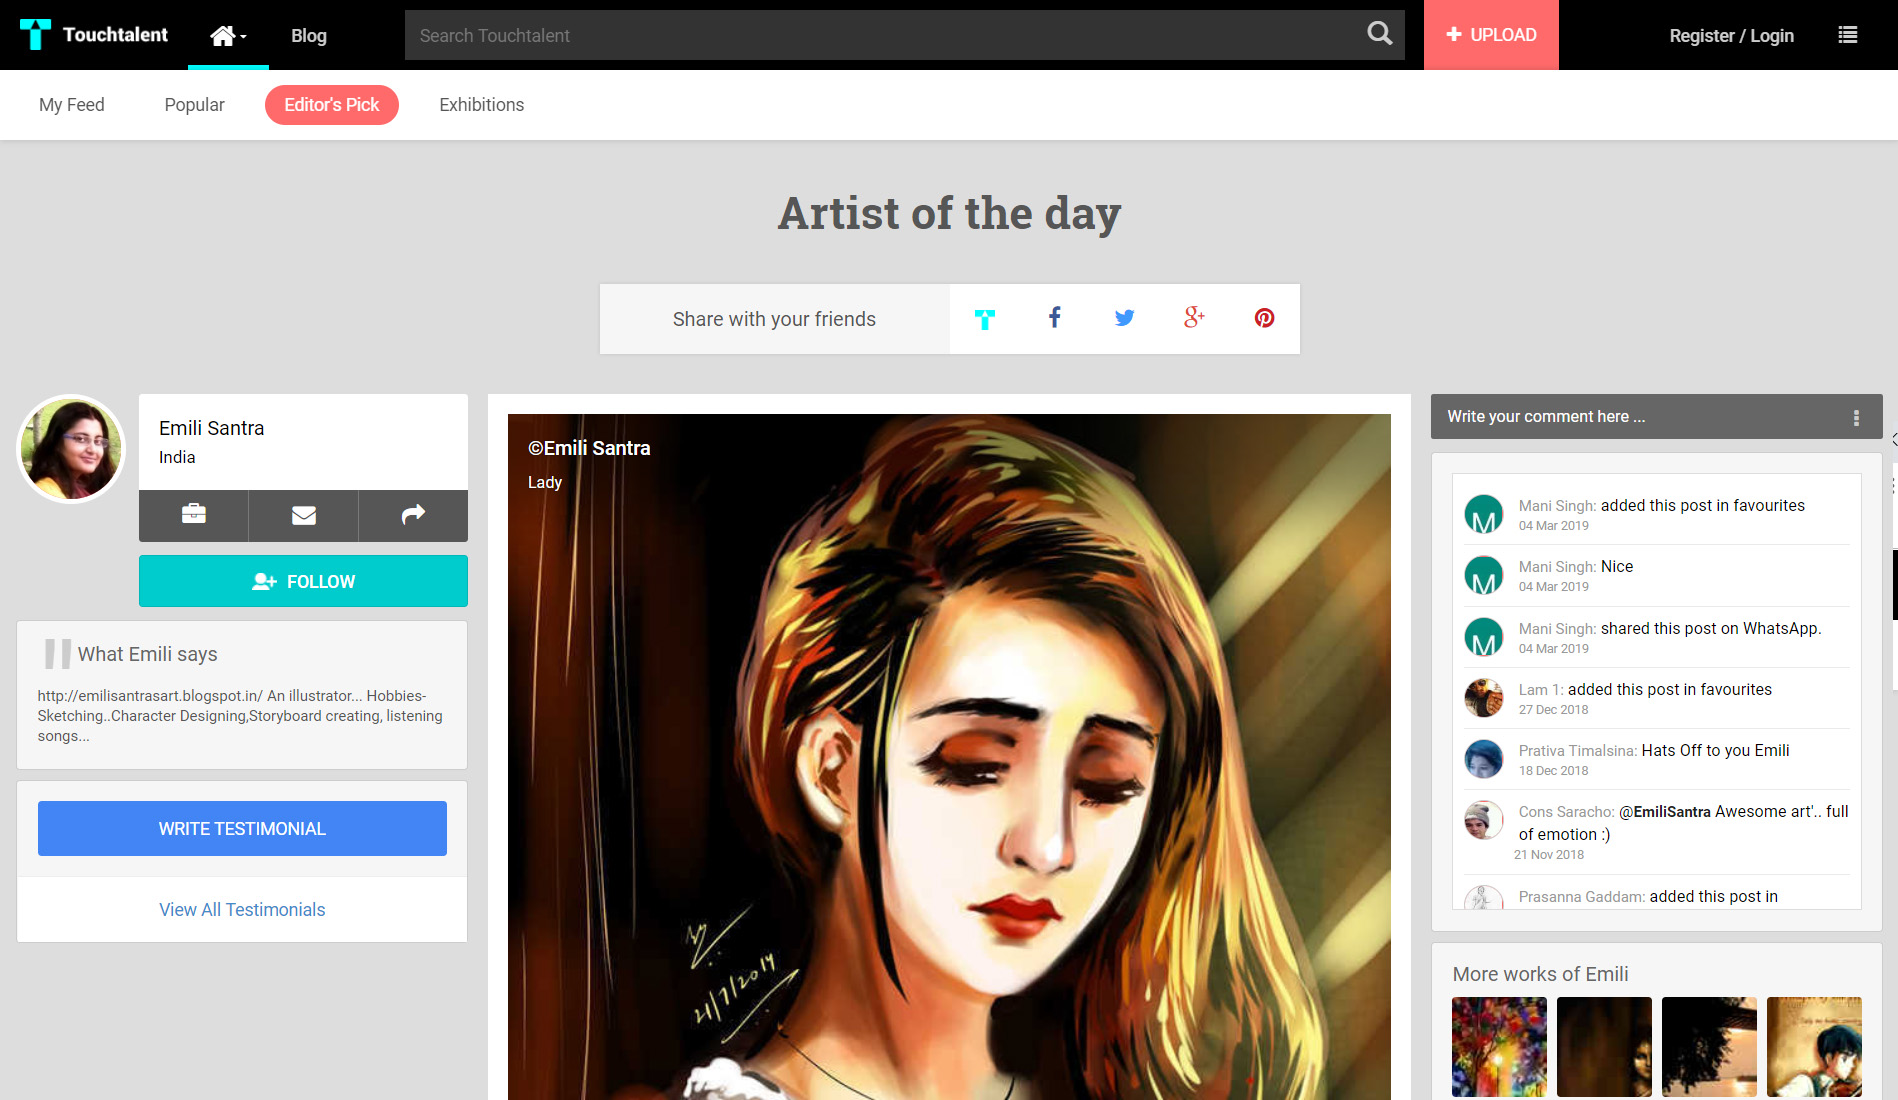 Touchtalent
Blog
Search Touchtalent
UPLOAD
Register / Login
My Feed
Popular
Editor's Pick
Exhibitions
Artist of the day
Share with your friends
Emili Santra
India
FOLLOW
What Emili says
http://emilisantrasart.blogspot.in/ An illustrator... Hobbies-
Sketching..Character Designing,Storyboard creating, listening
songs...
WRITE TESTIMONIAL
View All Testimonials
©Emili Santra
Lady
21/7/2014
Write your comment here ...
M
Mani Singh: added this post in favourites
04 Mar 2019
M
Mani Singh: Nice
04 Mar 2019
M
Mani Singh: shared this post on WhatsApp.
04 Mar 2019
Lam 1: added this post in favourites
27 Dec 2018
Prativa Timalsina: Hats Off to you Emili
18 Dec 2018
Cons Saracho: @EmiliSantra Awesome art'.. full
of emotion :)
21 Nov 2018
Prasanna Gaddam: added this post in
More works of Emili